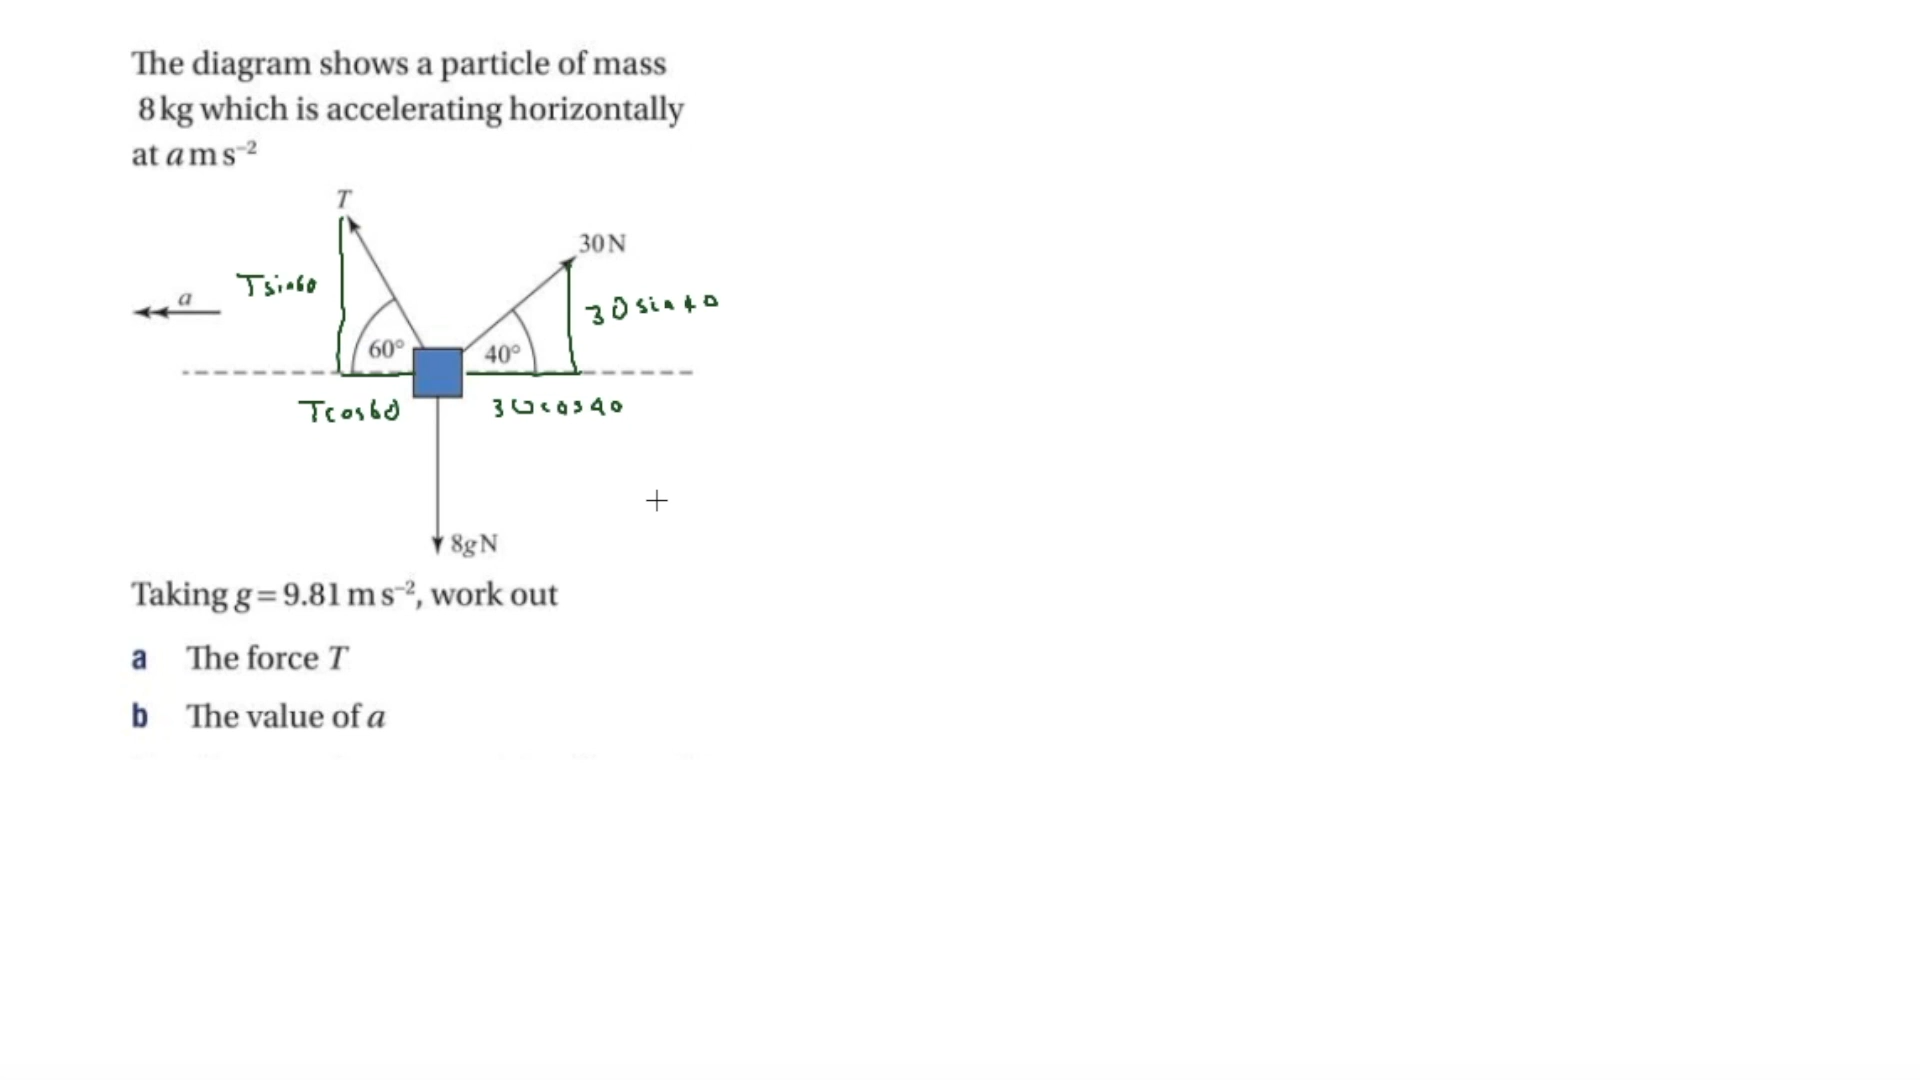 The diagram shows a particle of mass
8 kg which is accelerating horizontally
at a m s⁻²
T
30 N
Tsin60
30sin40
a
60°
40°
Tcos60
30cos40
8gN
Taking g = 9.81 m s⁻², work out
a The force T
b The value of a